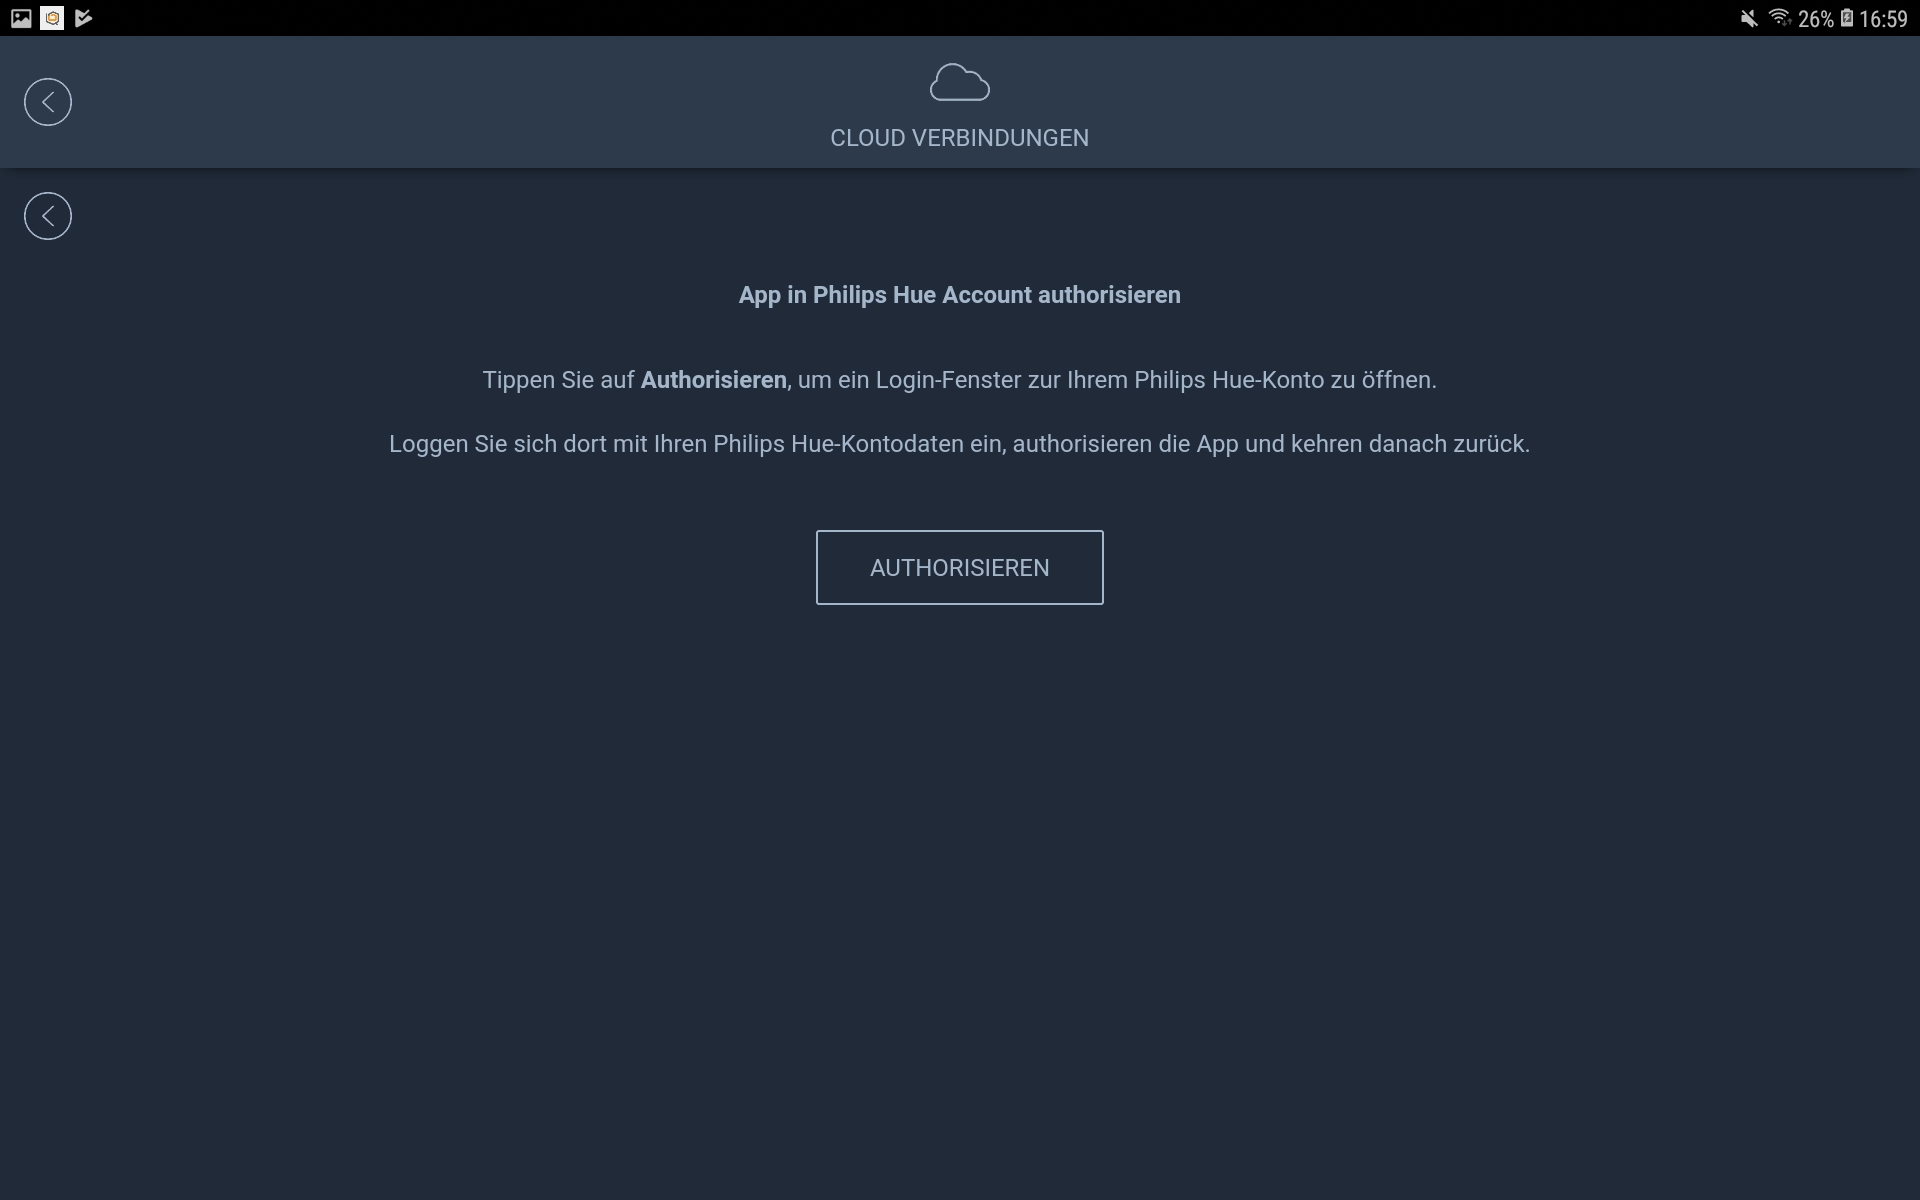 26% 16:59
CLOUD VERBINDUNGEN
App in Philips Hue Account authorisieren
Tippen Sie auf Authorisieren, um ein Login-Fenster zur Ihrem Philips Hue-Konto zu öffnen.
Loggen Sie sich dort mit Ihren Philips Hue-Kontodaten ein, authorisieren die App und kehren danach zurück.
AUTHORISIEREN